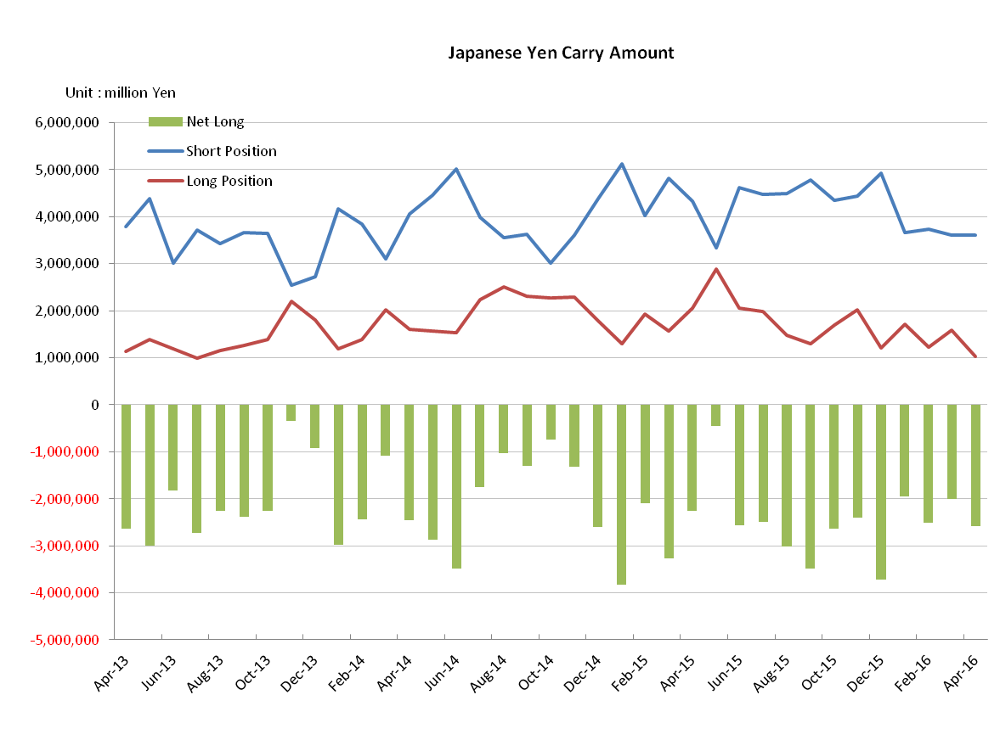 Japanese Yen Carry Amount
Unit : million Yen
Net Long
Short Position
Long Position
6,000,000
5,000,000
4,000,000
3,000,000
2,000,000
1,000,000
0
-1,000,000
-2,000,000
-3,000,000
-4,000,000
-5,000,000
Apr-13
Jun-13
Aug-13
Oct-13
Dec-13
Feb-14
Apr-14
Jun-14
Aug-14
Oct-14
Dec-14
Feb-15
Apr-15
Jun-15
Aug-15
Oct-15
Dec-15
Feb-16
Apr-16